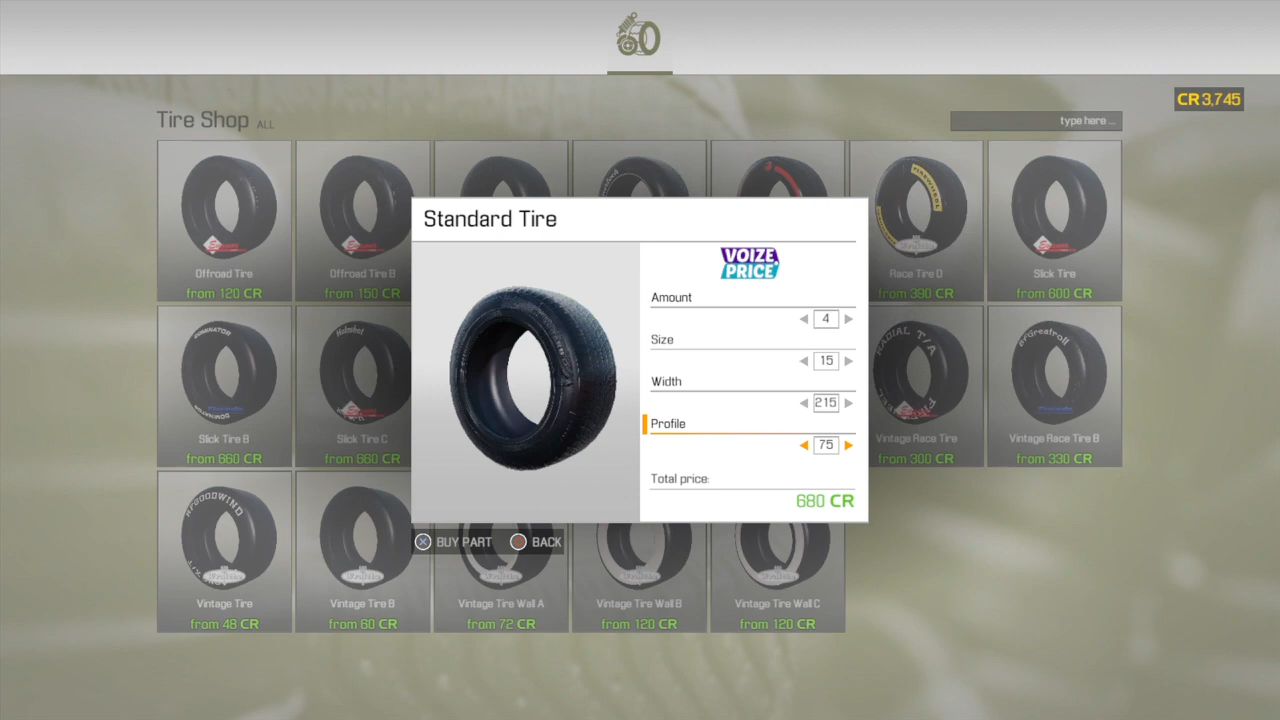 CR 3,745
Tire Shop ALL
type here ...
Standard Tire
VOIZE
PRICE
Amount
4
Size
15
Width
215
Profile
75
Total price:
680 CR
BUY PART
BACK
Offroad Tire
from 120 CR
Offroad Tire B
from 150 CR
Race Tire D
from 390 CR
Slick Tire
from 600 CR
DOMINATOR
DOMINATOR
Slick Tire B
from 660 CR
Holeshot
Slick Tire C
from 660 CR
RADIAL T/A
Vintage Race Tire
from 300 CR
Vintage Race Tire B
from 330 CR
Vintage Tire
from 48 CR
Vintage Tire B
from 60 CR
Vintage Tire Wall A
from 72 CR
Vintage Tire Wall B
from 120 CR
Vintage Tire Wall C
from 120 CR